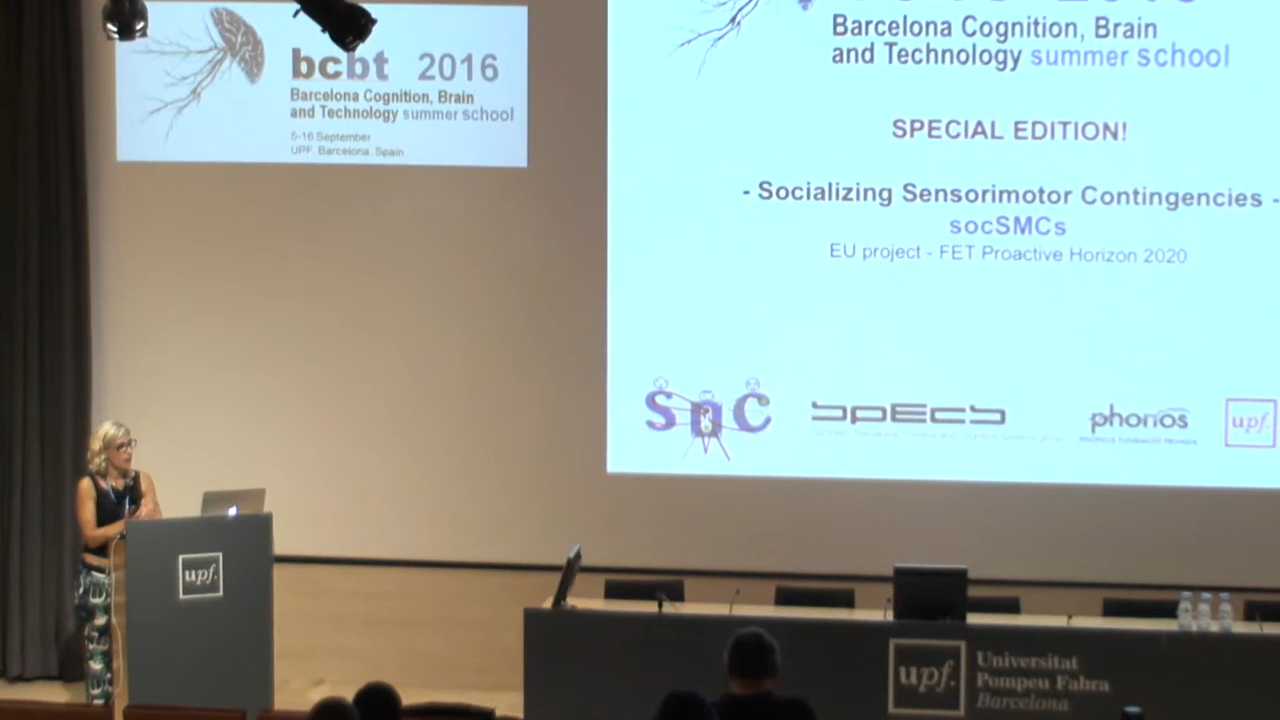 bcbt 2016
Barcelona Cognition, Brain
and Technology summer school
5-16 September
UPF. Barcelona, Spain
Barcelona Cognition, Brain
and Technology summer school
SPECIAL EDITION!
- Socializing Sensorimotor Contingencies -
socSMCs
EU project - FET Proactive Horizon 2020
specs
phonos
upf.
upf.
upf.
Universitat
Pompeu Fabra
Barcelona